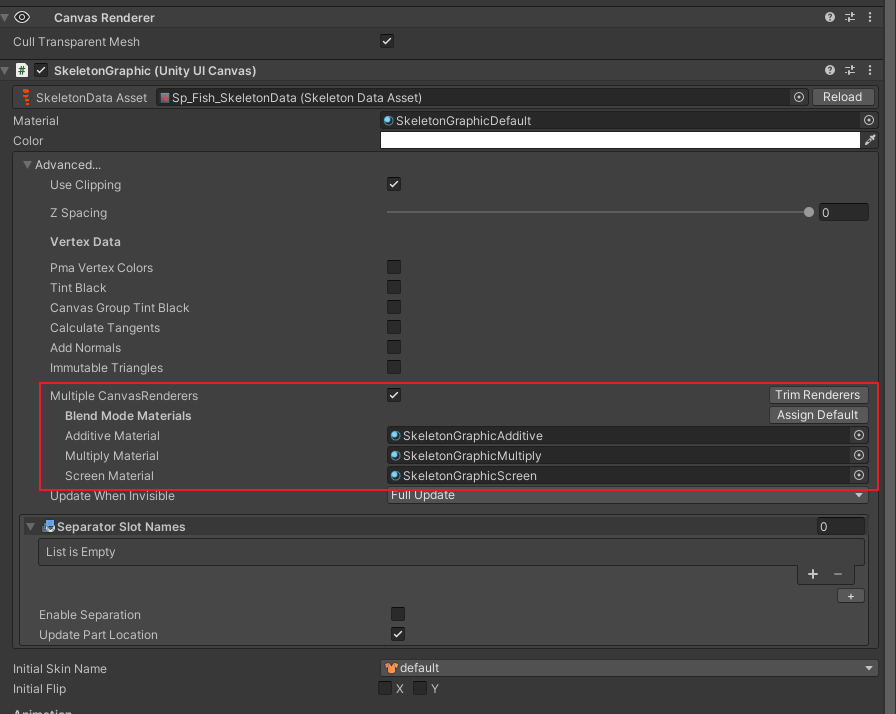 Canvas Renderer
Cull Transparent Mesh
# SkeletonGraphic (Unity UI Canvas)
SkeletonData Asset Sp_Fish_SkeletonData (Skeleton Data Asset) Reload
Material SkeletonGraphicDefault
Color
Advanced...
Use Clipping
Z Spacing 0
Vertex Data
Pma Vertex Colors
Tint Black
Canvas Group Tint Black
Calculate Tangents
Add Normals
Immutable Triangles
Multiple CanvasRenderers Trim Renderers
Blend Mode Materials Assign Default
Additive Material SkeletonGraphicAdditive
Multiply Material SkeletonGraphicMultiply
Screen Material SkeletonGraphicScreen
Update When Invisible Full Update
Separator Slot Names 0
List is Empty
+ −
+
Enable Separation
Update Part Location
Initial Skin Name default
Initial Flip X Y
Animation